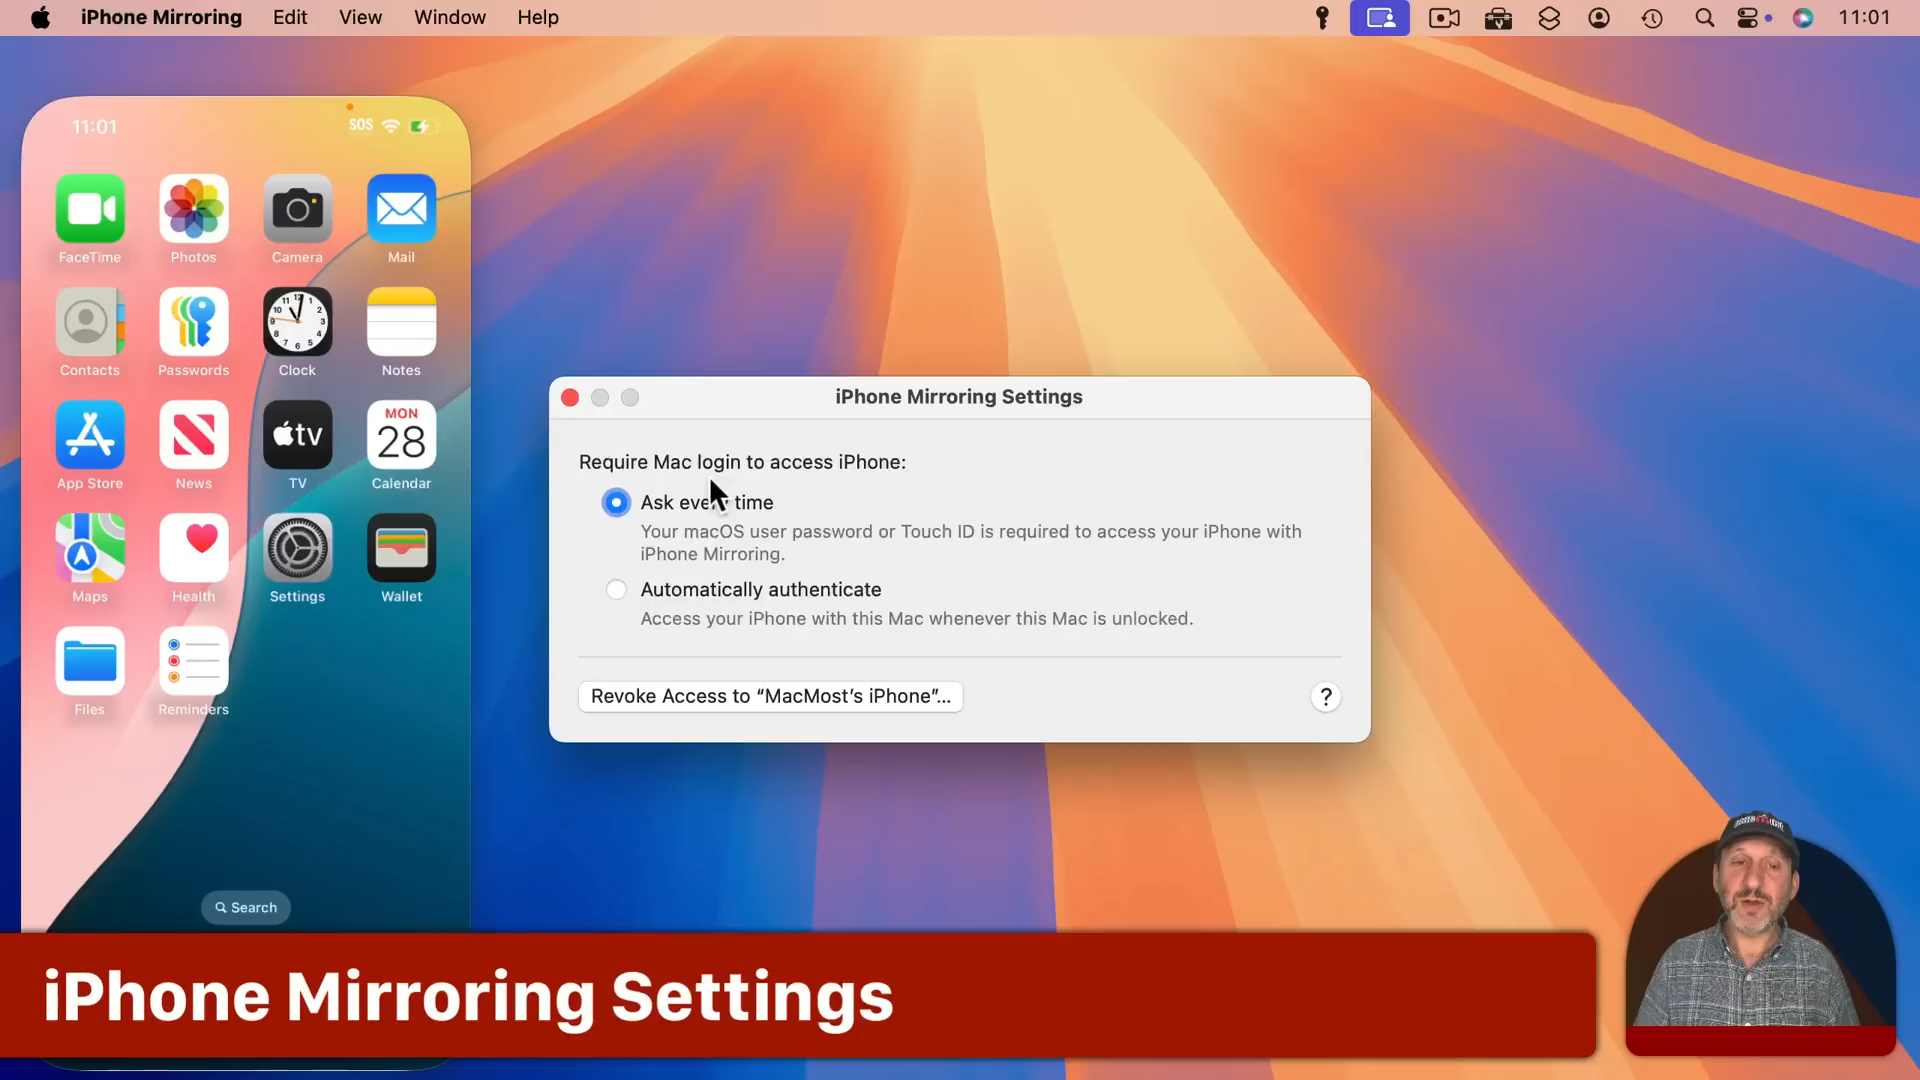 iPhone Mirroring Edit View Window Help 11:01
11:01 SOS
FaceTime Photos Camera Mail
Contacts Passwords Clock Notes
tv MON 28
App Store News TV Calendar
Maps Health Settings Wallet
Files Reminders
Search
iPhone Mirroring Settings
Require Mac login to access iPhone:
Ask every time
Your macOS user password or Touch ID is required to access your iPhone with
iPhone Mirroring.
Automatically authenticate
Access your iPhone with this Mac whenever this Mac is unlocked.
Revoke Access to “MacMost’s iPhone”... ?
iPhone Mirroring Settings